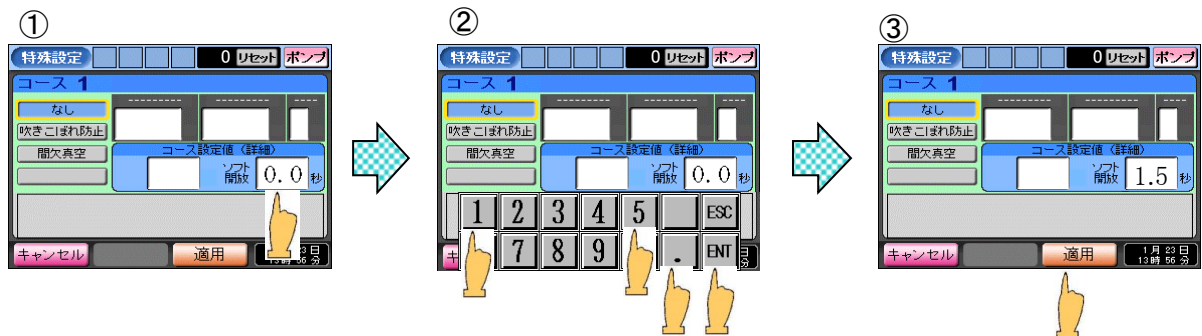 ①
特殊設定 0 リセット ポンプ
コース 1
なし --------- --------- ----
吹きこぼれ防止
間欠真空 コース設定値（詳細）
ソフト開放 0.0 秒
キャンセル 適用 23日
13時 56分
②
特殊設定 0 リセット ポンプ
コース 1
なし --------- --------- ----
吹きこぼれ防止
間欠真空 コース設定値（詳細）
ソフト開放 0.0 秒
1 2 3 4 5 ESC
7 8 9 . ENT
③
特殊設定 0 リセット ポンプ
コース 1
なし --------- --------- ----
吹きこぼれ防止
間欠真空 コース設定値（詳細）
ソフト開放 1.5 秒
キャンセル 適用 1月 23日
13時 56分